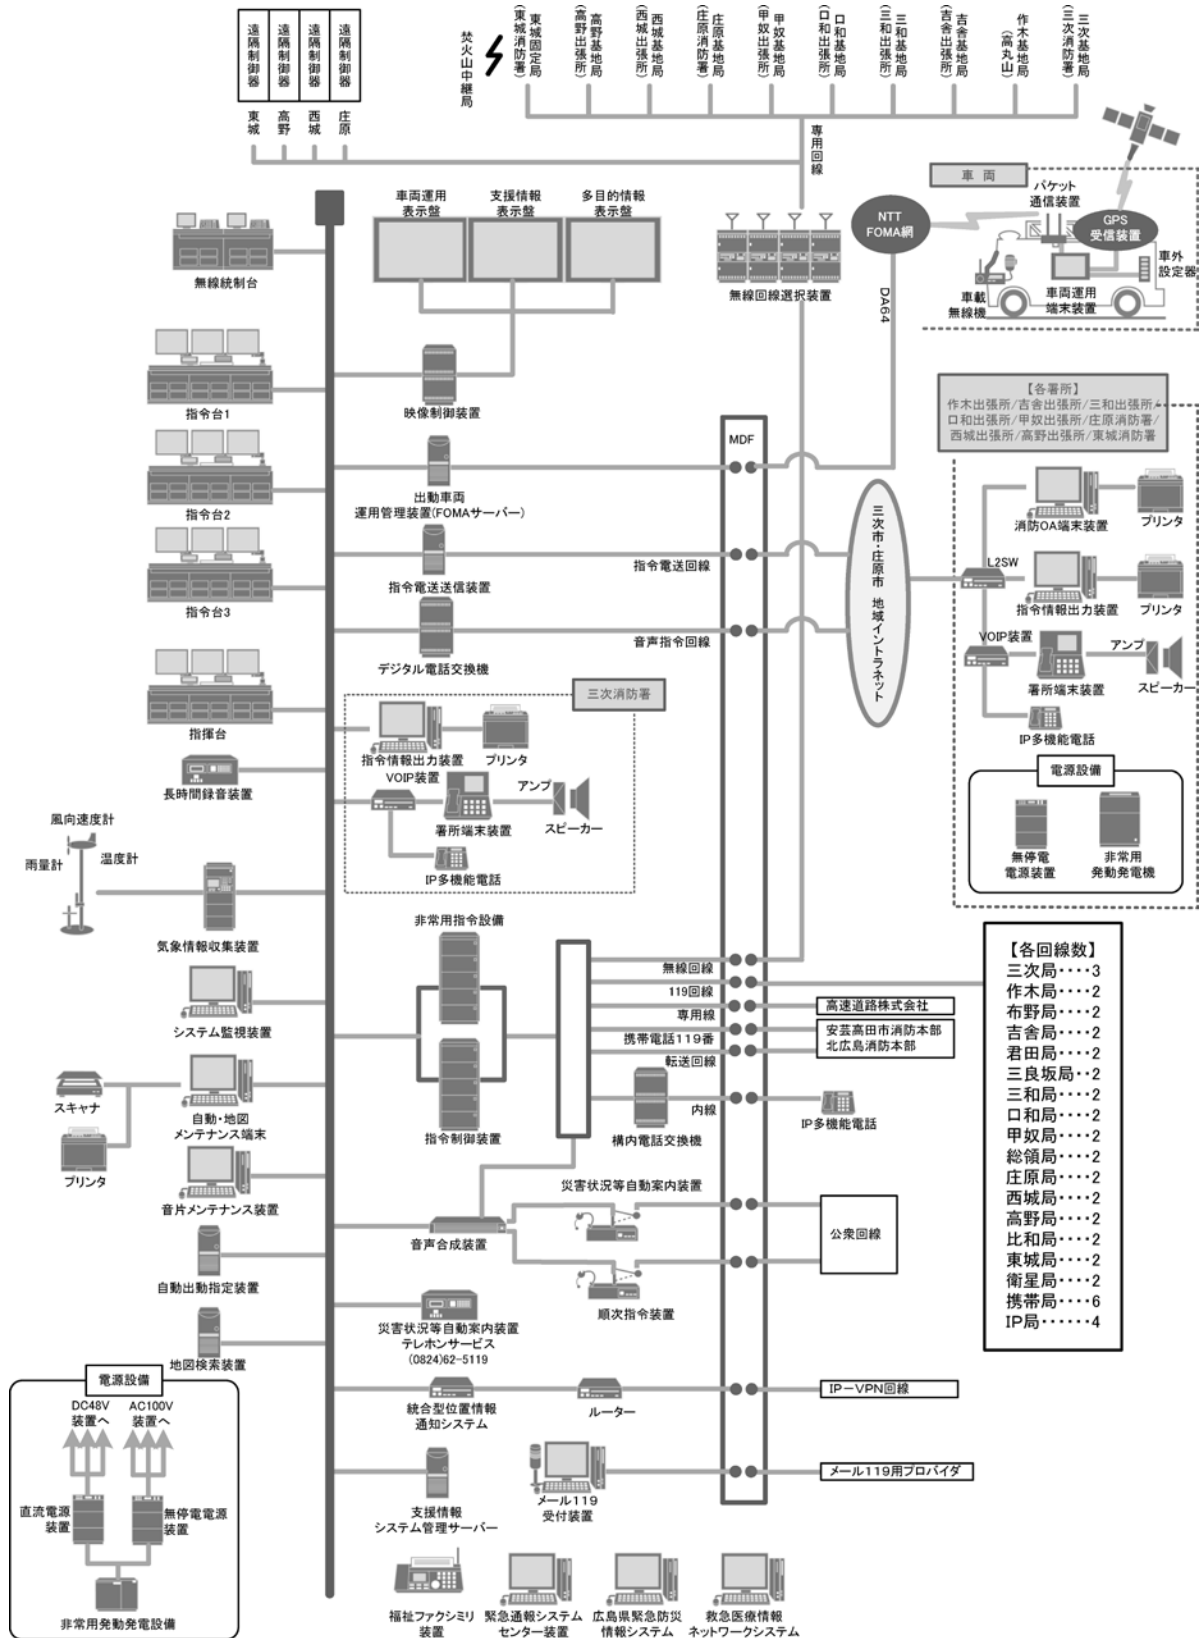 遠隔制御器
遠隔制御器
遠隔制御器
遠隔制御器
東城
高野
西城
庄原
焚火山中継局
東城固定局
(東城消防署)
高野基地局
(高野出張所)
西城基地局
(西城出張所)
庄原基地局
(庄原消防署)
甲奴基地局
(甲奴出張所)
口和基地局
(口和出張所)
三和基地局
(三和出張所)
吉舎基地局
(吉舎出張所)
作木基地局
(高丸山)
三次基地局
(三次消防署)
専用回線
車両
パケット
通信装置
GPS
受信装置
NTT
FOMA網
車外
設定器
車載
無線機
車両運用
端末装置
DA64
無線統制台
車両運用
表示盤
支援情報
表示盤
多目的情報
表示盤
無線回線選択装置
指令台1
映像制御装置
MDF
【各署所】
作木出張所/吉舎出張所/三和出張所/
口和出張所/甲奴出張所/庄原消防署/
西城出張所/高野出張所/東城消防署
指令台2
出動車両
運用管理装置(FOMAサーバー)
消防OA端末装置
プリンタ
三次市・庄原市 地域イントラネット
指令電送回線
指令電送送信装置
L2SW
指令台3
指令情報出力装置
プリンタ
音声指令回線
デジタル電話交換機
VOIP装置
アンプ
署所端末装置
スピーカー
三次消防署
指揮台
指令情報出力装置
プリンタ
IP多機能電話
VOIP装置
アンプ
長時間録音装置
署所端末装置
スピーカー
電源設備
風向速度計
雨量計
温度計
IP多機能電話
無停電
電源装置
非常用
発動発電機
気象情報収集装置
非常用指令設備
無線回線
119回線
専用線
携帯電話119番
転送回線
内線
高速道路株式会社
安芸高田市消防本部
北広島消防本部
【各回線数】
三次局････3
作木局････2
布野局････2
吉舎局････2
君田局････2
三良坂局･･2
三和局････2
口和局････2
甲奴局････2
総領局････2
庄原局････2
西城局････2
高野局････2
比和局････2
東城局････2
衛星局････2
携帯局････6
IP局･･････4
システム監視装置
スキャナ
自動・地図
メンテナンス端末
プリンタ
指令制御装置
構内電話交換機
IP多機能電話
音片メンテナンス装置
災害状況等自動案内装置
音声合成装置
公衆回線
自動出動指定装置
順次指令装置
災害状況等自動案内装置
テレホンサービス
(0824)62-5119
地図検索装置
電源設備
DC48V
装置へ
AC100V
装置へ
統合型位置情報
通知システム
ルーター
IP-VPN回線
直流電源
装置
無停電電源
装置
支援情報
システム管理サーバー
メール119
受付装置
メール119用プロバイダ
非常用発動発電設備
福祉ファクシミリ
装置
緊急通報システム
センター装置
広島県緊急防災
情報システム
救急医療情報
ネットワークシステム